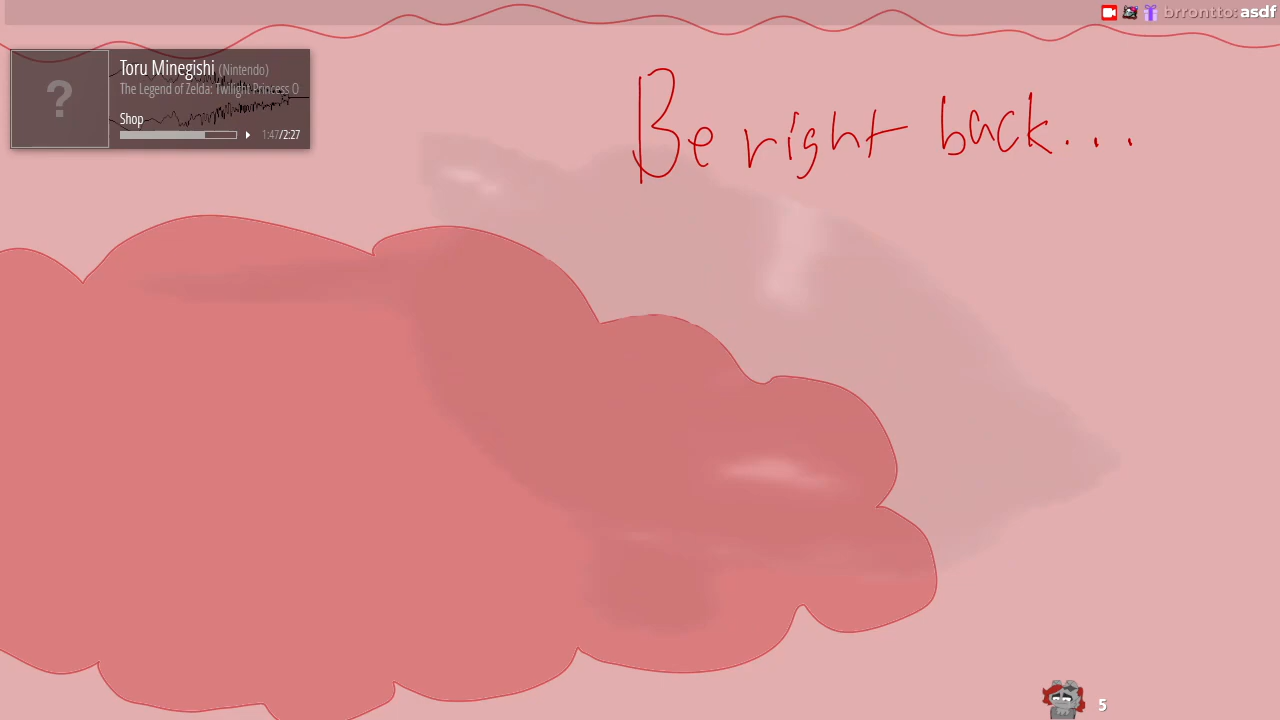 brrontto: asdf
Toru Minegishi (Nintendo)
The Legend of Zelda: Twilight Princess O
Shop
1:47/2:27
?
Be right back...
5